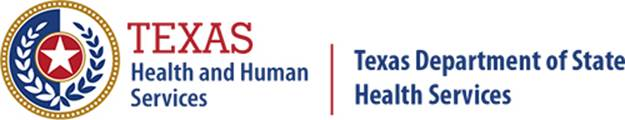 TEXAS
Health and Human
Services
Texas Department of State
Health Services